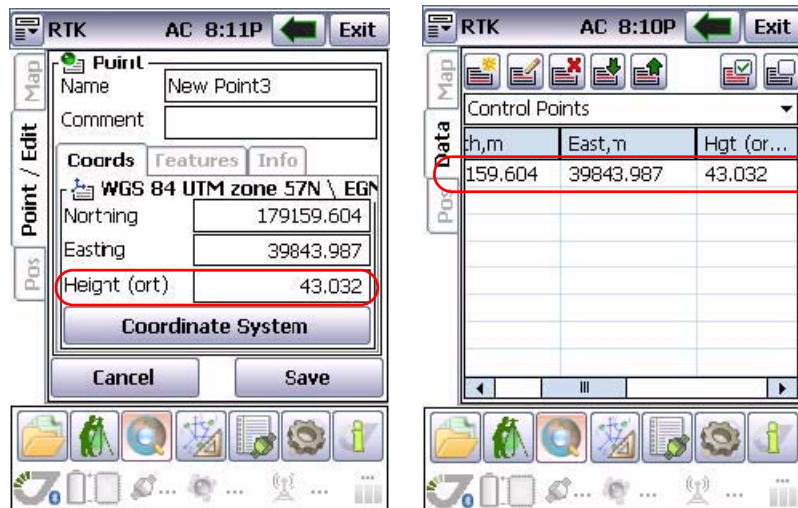 RTK AC 8:11P Exit
Map
Point / Edit
Pos
Point
Name New Point3
Comment
Coords Features Info
WGS 84 UTM zone 57N \ EGN
Northing 179159.604
Easting 39843.987
Height (ort) 43.032
Coordinate System
Cancel Save
... ... ...
RTK AC 8:10P Exit
Map
Data
Pos
Control Points
th,m East,m Hgt (or...
159.604 39843.987 43.032
... ... ...